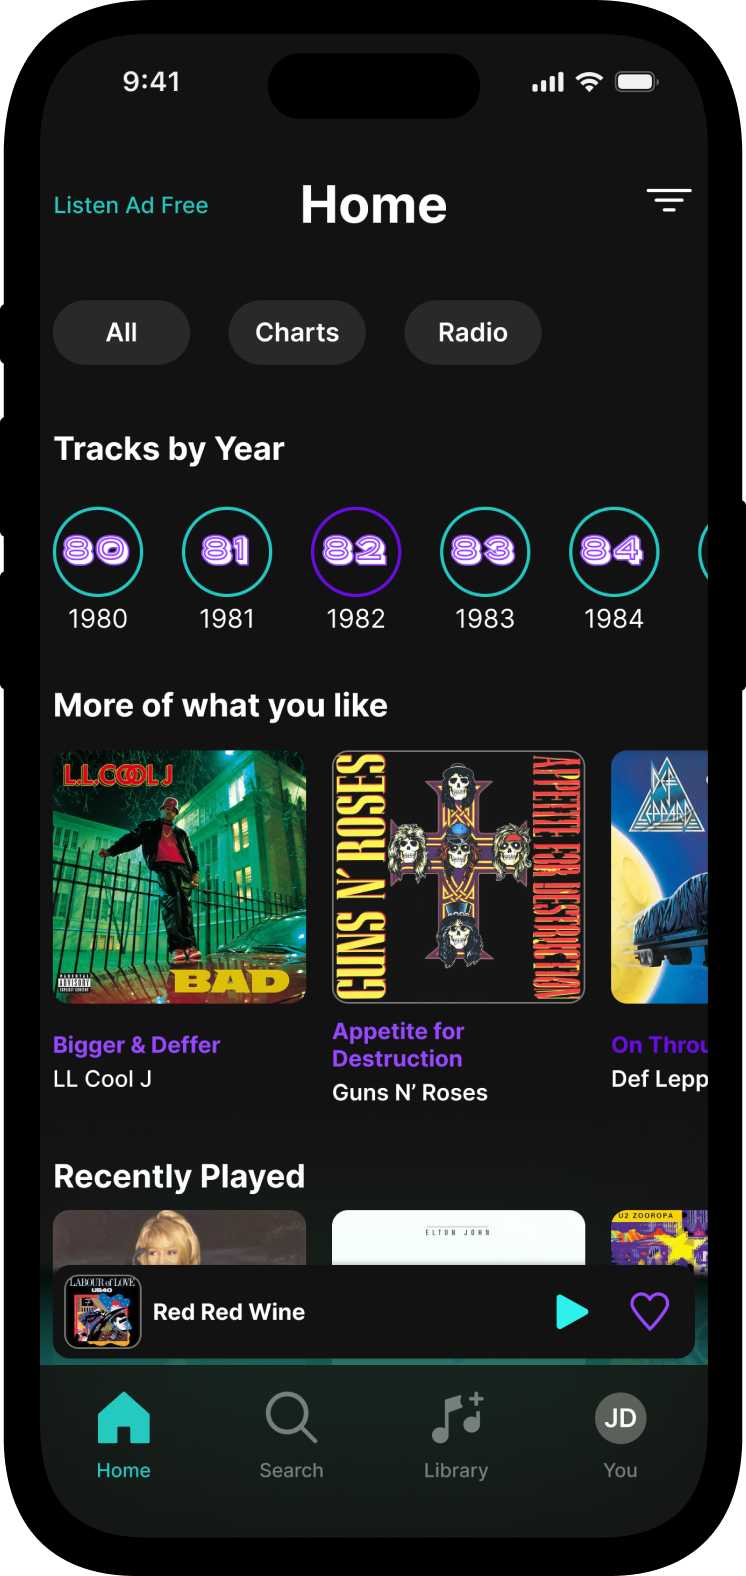 9:41
Listen Ad Free
Home
All
Charts
Radio
Tracks by Year
80
81
82
83
84
1980
1981
1982
1983
1984
More of what you like
L.L. COOL J
PARENTAL
ADVISORY
EXPLICIT CONTENT
BAD
GUNS N' ROSES
APPETITE FOR DESTRUCTION
DEF
LEPPARD
Bigger & Deffer
LL Cool J
Appetite for
Destruction
Guns N’ Roses
On Throu
Def Lepp
Recently Played
ELTON JOHN
U2 ZOOROPA
LABOUR of LOVE
UB40
Red Red Wine
Home
Search
Library
JD
You